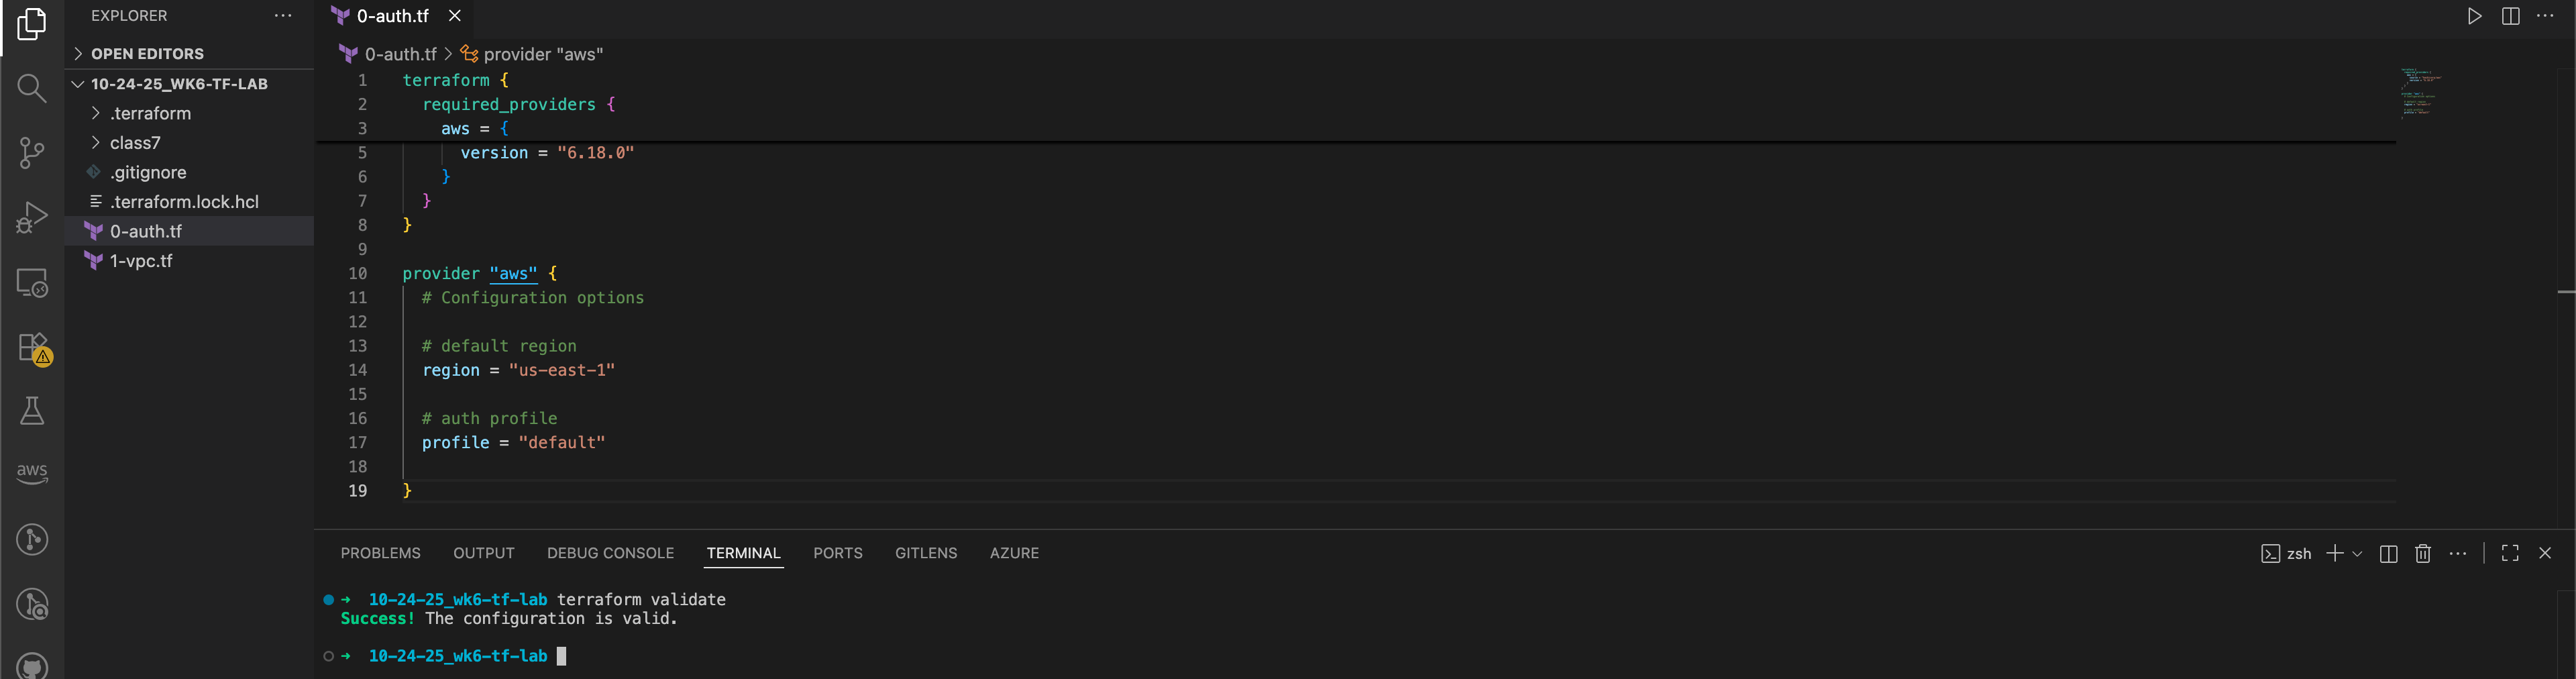 EXPLORER
OPEN EDITORS
10-24-25_WK6-TF-LAB
.terraform
class7
.gitignore
.terraform.lock.hcl
0-auth.tf
1-vpc.tf
aws
0-auth.tf
0-auth.tf > provider "aws"
1 terraform {
2 required_providers {
3 aws = {
5 version = "6.18.0"
6 }
7 }
8 }
9
10 provider "aws" {
11 # Configuration options
12
13 # default region
14 region = "us-east-1"
15
16 # auth profile
17 profile = "default"
18
19 }
PROBLEMS OUTPUT DEBUG CONSOLE TERMINAL PORTS GITLENS AZURE
zsh
➜ 10-24-25_wk6-tf-lab terraform validate
Success! The configuration is valid.
➜ 10-24-25_wk6-tf-lab